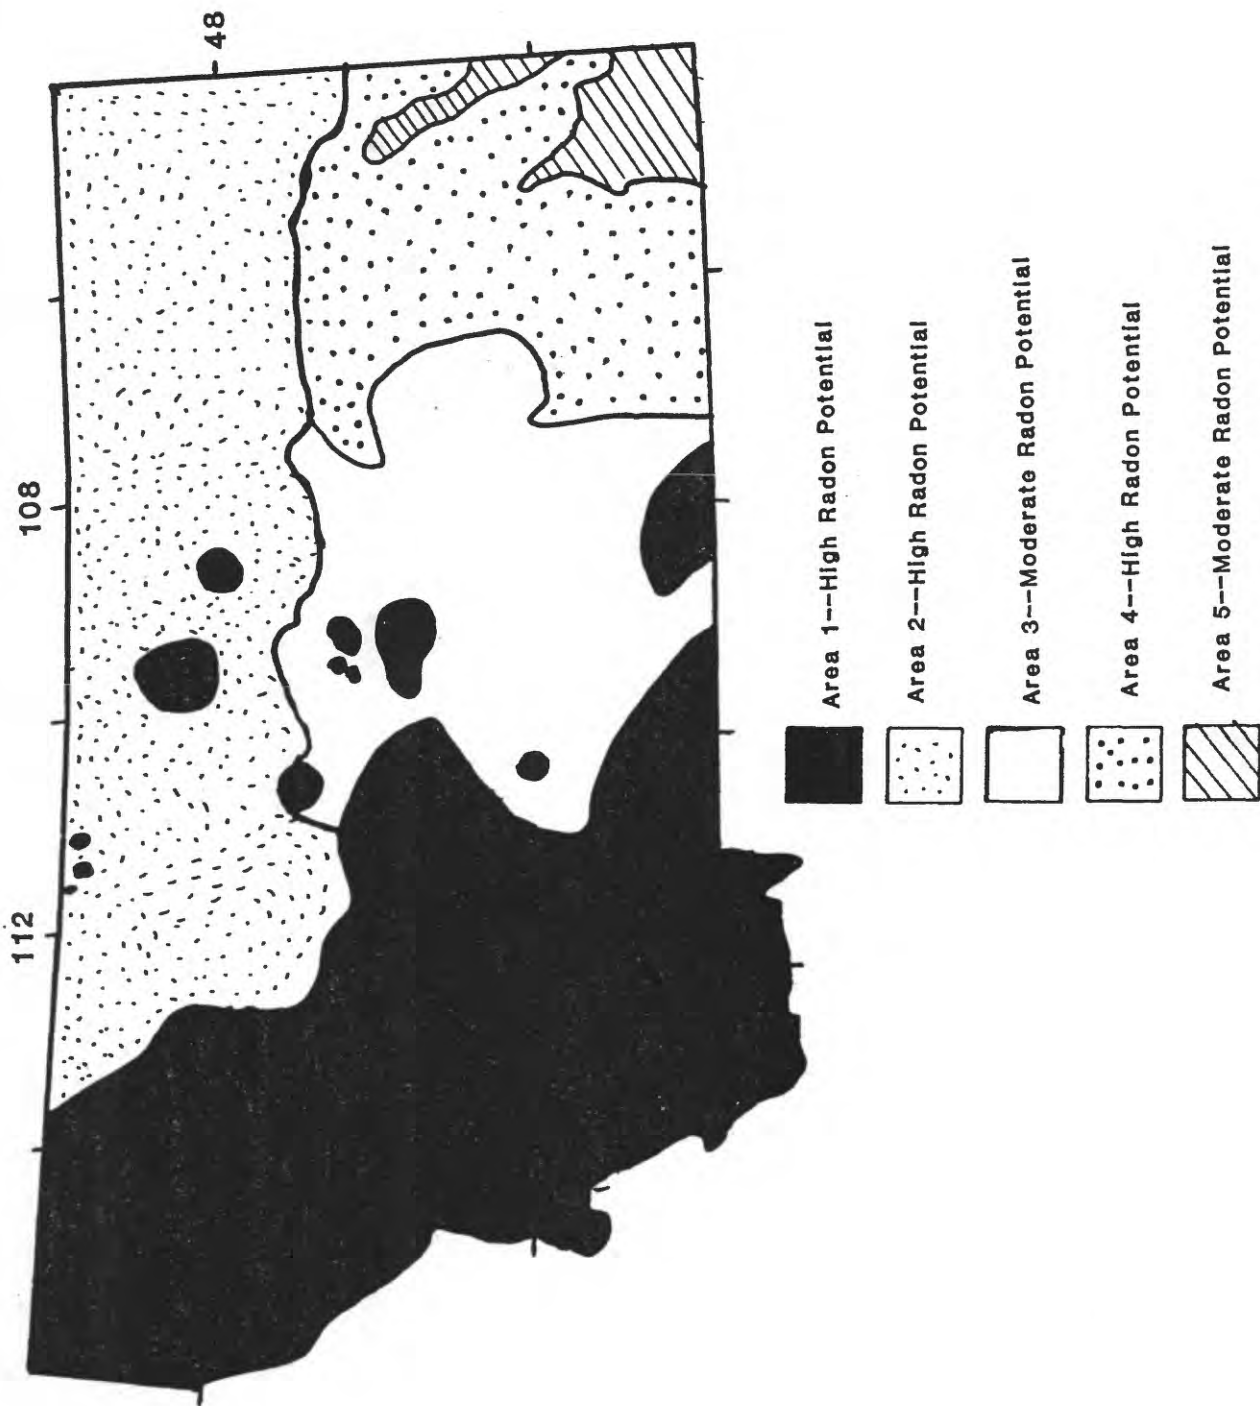 48
108
112
Area 1--High Radon Potential
Area 2--High Radon Potential
Area 3--Moderate Radon Potential
Area 4--High Radon Potential
Area 5--Moderate Radon Potential